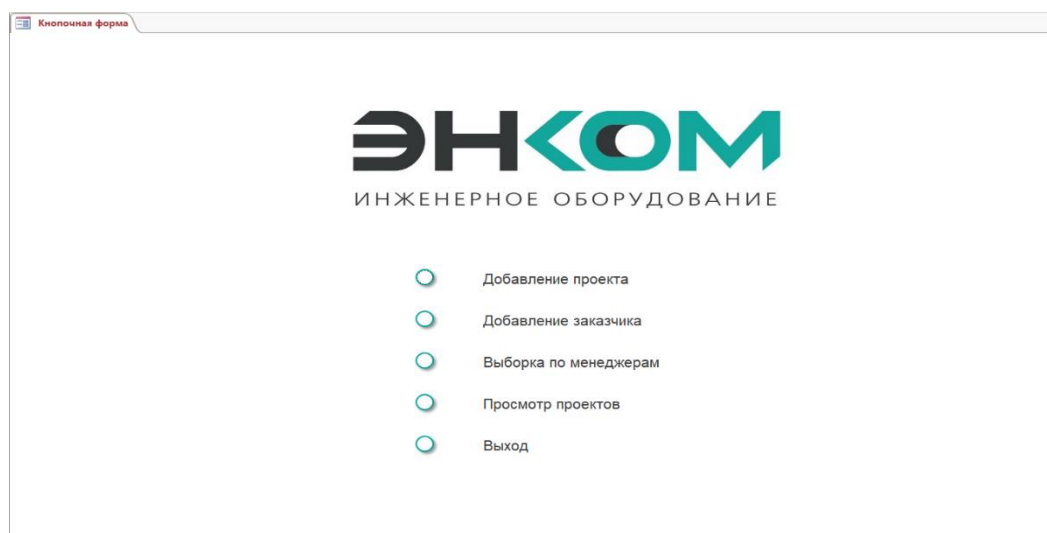 Кнопочная форма
ЭНКОМ
ИНЖЕНЕРНОЕ ОБОРУДОВАНИЕ
Добавление проекта
Добавление заказчика
Выборка по менеджерам
Просмотр проектов
Выход